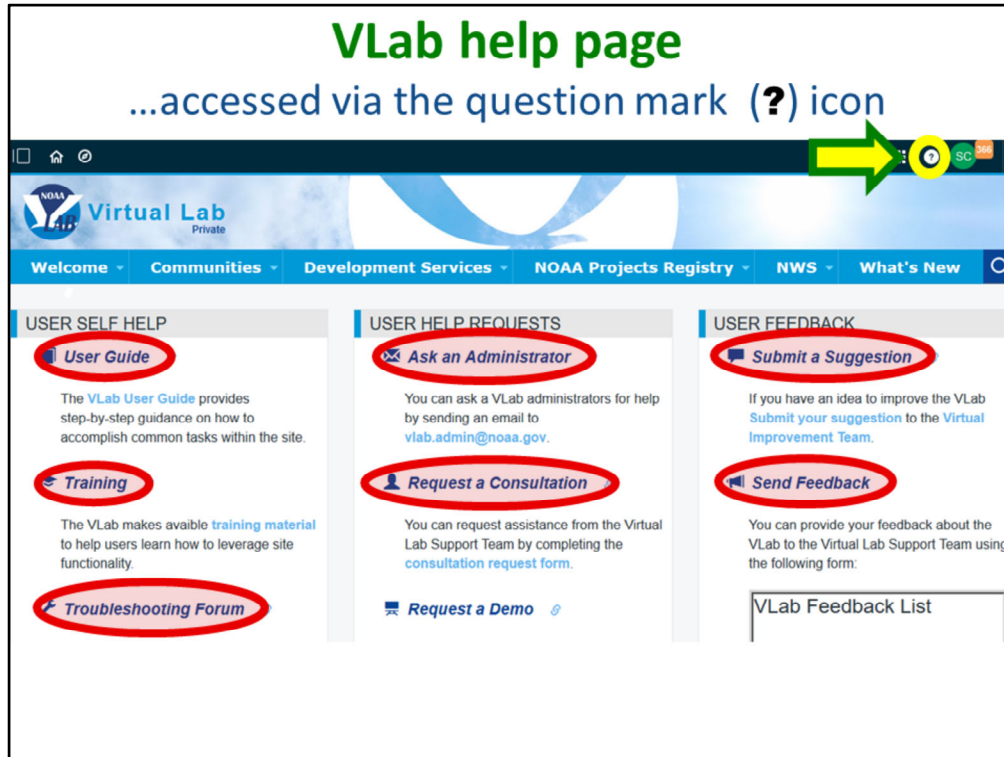 VLab help page
...accessed via the question mark (?) icon
? SC 366
NOAA
VLAB
Virtual Lab
Private
Welcome Communities Development Services NOAA Projects Registry NWS What's New
USER SELF HELP
User Guide
The VLab User Guide provides
step-by-step guidance on how to
accomplish common tasks within the site.
Training
The VLab makes avaible training material
to help users learn how to leverage site
functionality.
Troubleshooting Forum
USER HELP REQUESTS
Ask an Administrator
You can ask a VLab administrators for help
by sending an email to
vlab.admin@noaa.gov.
Request a Consultation
You can request assistance from the Virtual
Lab Support Team by completing the
consultation request form.
Request a Demo
USER FEEDBACK
Submit a Suggestion
If you have an idea to improve the VLab
Submit your suggestion to the Virtual
Improvement Team.
Send Feedback
You can provide your feedback about the
VLab to the Virtual Lab Support Team using
the following form:
VLab Feedback List